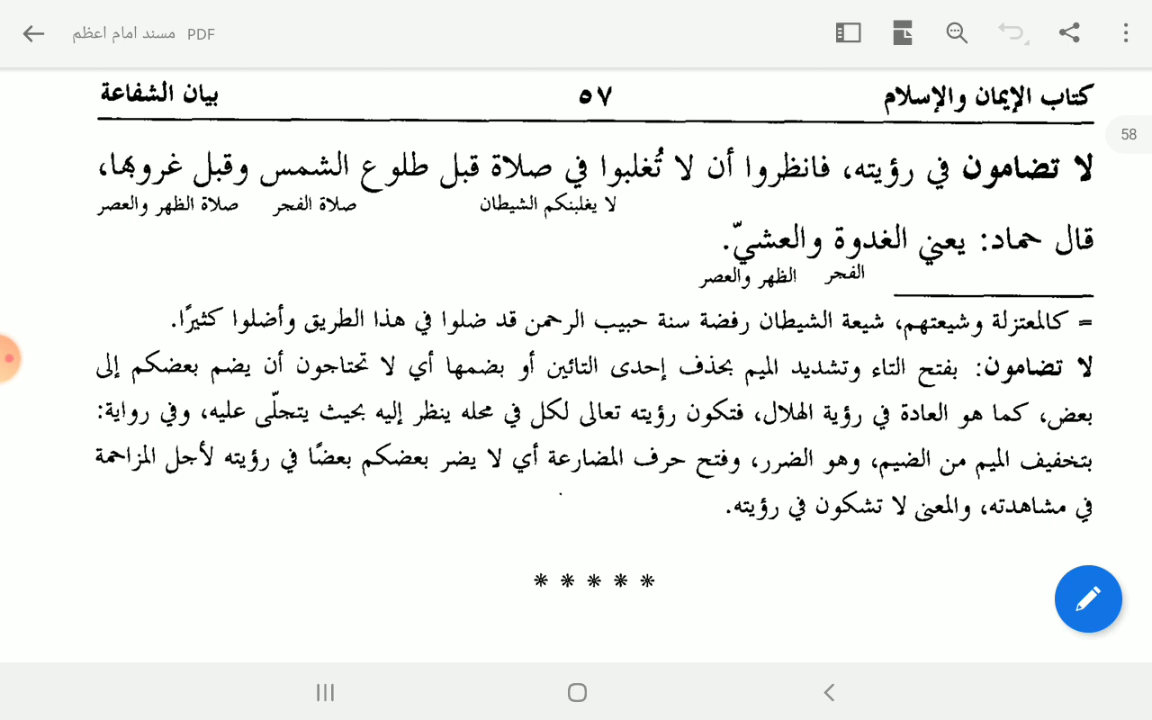 مسند امام اعظم PDF
كتاب الإيمان والإسلام ٥٧ بيان الشفاعة
58
لا تضامون في رؤيته، فانظروا أن لا تُغلبوا في صلاة قبل طلوع الشمس وقبل غروبها،
لا يغلبنكم الشيطان صلاة الفجر صلاة الظهر والعصر
قال حماد: يعني الغدوة والعشيّ.
الفجر الظهر والعصر
= كالمعتزلة وشيعتهم، شيعة الشيطان رفضة سنة حبيب الرحمن قد ضلوا في هذا الطريق وأضلوا كثيرًا.
لا تضامون: بفتح التاء وتشديد الميم بحذف إحدى التائين أو بضمها أي لا تحتاجون أن يضم بعضكم إلى
بعض، كما هو العادة في رؤية الهلال، فتكون رؤيته تعالى لكل في محله ينظر إليه بحيث يتجلّى عليه، وفي رواية:
بتخفيف الميم من الضيم، وهو الضرر، وفتح حرف المضارعة أي لا يضر بعضكم بعضًا في رؤيته لأجل المزاحمة
في مشاهدته، والمعنى لا تشكون في رؤيته.
* * * * *